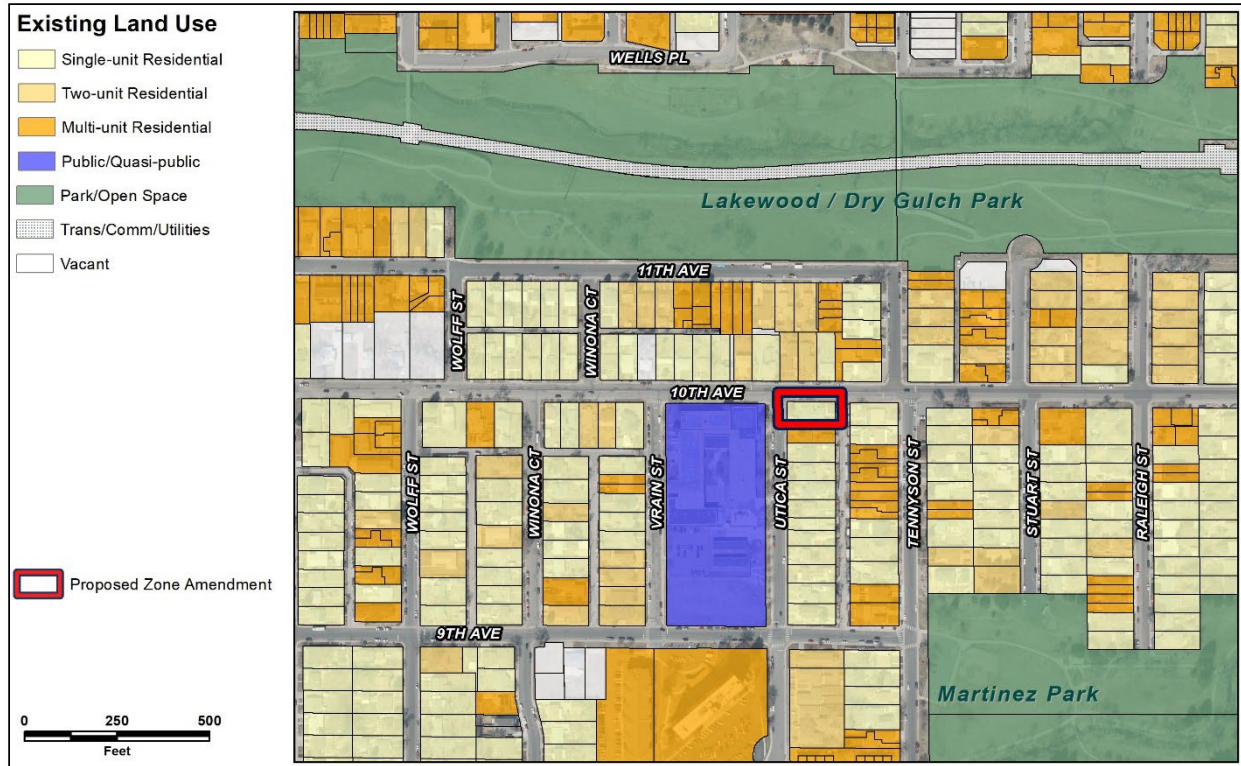 Existing Land Use
Single-unit Residential
Two-unit Residential
Multi-unit Residential
Public/Quasi-public
Park/Open Space
Trans/Comm/Utilities
Vacant
Proposed Zone Amendment
0 250 500
Feet
WELLS PL
Lakewood / Dry Gulch Park
11TH AVE
WOLFF ST
WINONA CT
10TH AVE
WOLFF ST
WINONA CT
VRAIN ST
UTICA ST
TENNYSON ST
STUART ST
RALEIGH ST
9TH AVE
Martinez Park